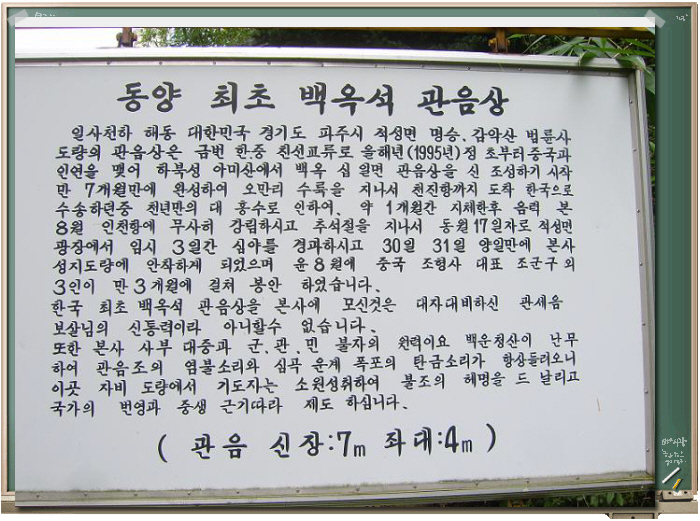 동양 최초 백옥석 관음상
일사천하 해동 대한민국 경기도 파주시 적성면 명승.감악산 범륜사
도량의 관음상은 금번 한.중 친선교류로 올해년(1995년)정 초부터중국과
인연을 맺어 하북성 아미산에서 백옥 십 일면 관음상을 신 조성하기 시작
만 7개월만에 완성하여 오만리 수륙을 지나서 천진항까지 도착 한국으로
수송하던중 천년만의 대 홍수로 인하여. 약 1개월간 지체한후 음력 본
8월 인천항에 무사히 강림하시고 추석절을 지나서 동월17일자로 적성면
광장에서 임시 3일간 심야를 경과하시고 30일 31일 양일만에 본사
성지도량에 안착하게 되었으며 윤8월에 중국 조형사 대표 조군구외
3인이 만3개월에 걸쳐 봉안 하였습니다.
한국 최초 백옥석 관음상을 본사에 모신것은 대자대비하신 관세음
보살님의 신통력이라 아니할수 없습니다.
또한 본사 사부 대중과 군.관.민 불자의 원력이요 백운청산이 난무
하여 관음조의 염불소리와 심곡 운계 폭포의 탄금소리가 항상들려오니
이곳 자비 도량에서 기도자는 소원성취하여 불조의 혜명을 드 날리고
국가의 번영과 중생 근기따라 제도 하십니다.
( 관음 신장:7m 좌대:4m )